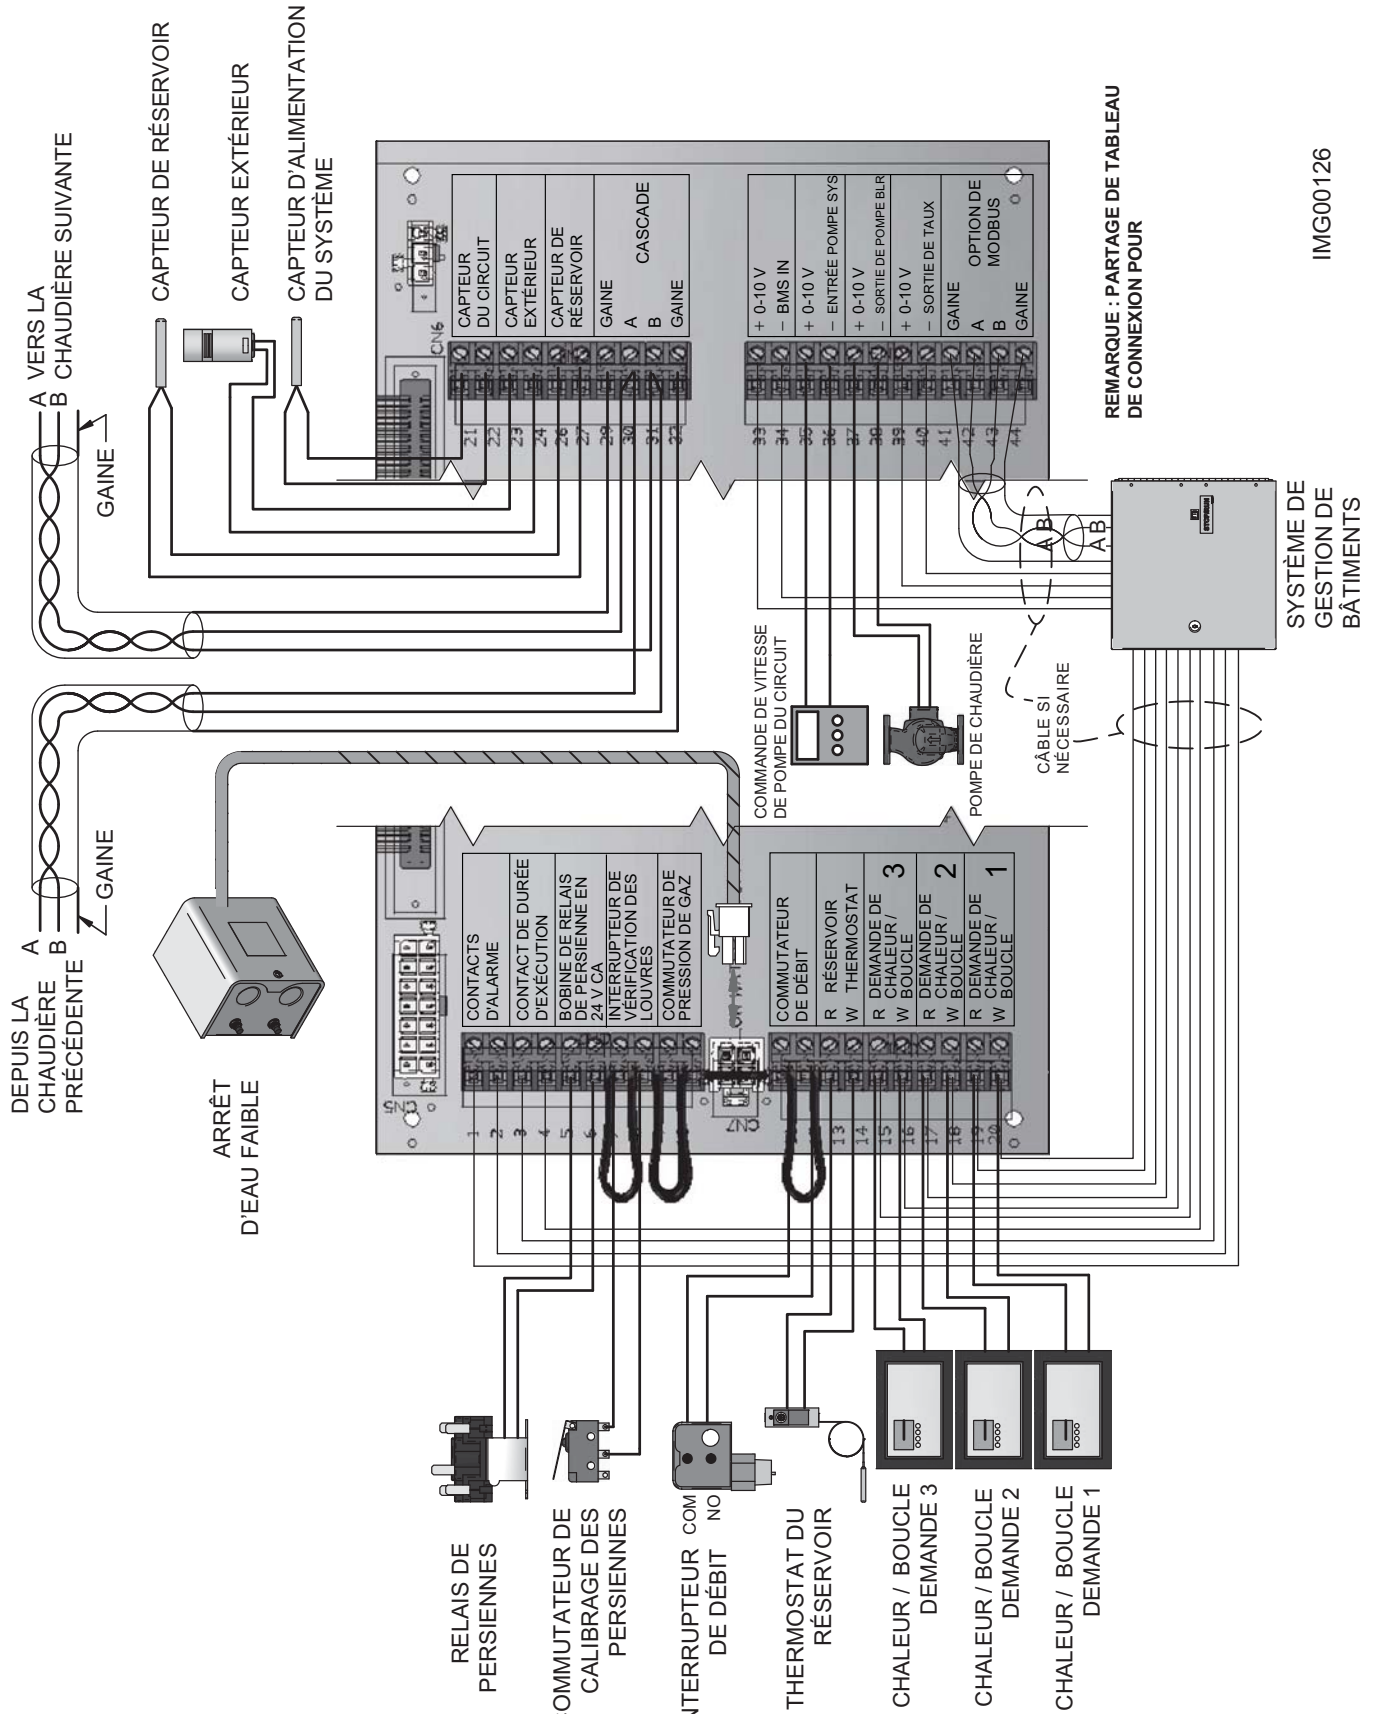 DEPUIS LA
CHAUDIÈRE
PRÉCÉDENTE
A
B
GAINE
A
B
VERS LA
CHAUDIÈRE SUIVANTE
GAINE
CAPTEUR DE RÉSERVOIR
CAPTEUR EXTÉRIEUR
CAPTEUR D'ALIMENTATION
DU SYSTÈME
ARRÊT
D'EAU FAIBLE
CN6
CAPTEUR
DU CIRCUIT
CAPTEUR
EXTÉRIEUR
CAPTEUR DE
RÉSERVOIR
GAINE
A
B
CASCADE
GAINE
21
22
23
24
26
27
29
30
31
32
+ 0-10 V
− BMS IN
+ 0-10 V
− ENTRÉE POMPE SYS
+ 0-10 V
− SORTIE DE POMPE BLR
+ 0-10 V
− SORTIE DE TAUX
GAINE
A
B
OPTION DE
MODBUS
GAINE
33
34
35
36
37
38
39
40
41
42
43
44
CN5
CONTACTS
D'ALARME
CONTACT DE DURÉE
D'EXÉCUTION
BOBINE DE RELAIS
DE PERSIENNE EN
24 V CA
INTERRUPTEUR DE
VÉRIFICATION DES
LOUVRES
COMMUTATEUR DE
PRESSION DE GAZ
1
2
3
4
5
6
7
CN7
COMMUTATEUR
DE DÉBIT
R RÉSERVOIR
W THERMOSTAT
R DEMANDE DE
CHALEUR /
W BOUCLE
3
R DEMANDE DE
CHALEUR /
W BOUCLE
2
R DEMANDE DE
CHALEUR /
W BOUCLE
1
13
14
15
16
17
18
19
20
COMMANDE DE VITESSE
DE POMPE DU CIRCUIT
POMPE DE CHAUDIÈRE
CÂBLE SI
NÉCESSAIRE
A B
A B
SYSTÈME DE
GESTION DE
BÂTIMENTS
REMARQUE : PARTAGE DE TABLEAU
DE CONNEXION POUR
RELAIS DE
PERSIENNES
OMMUTATEUR DE
CALIBRAGE DES
PERSIENNES
NTERRUPTEUR
DE DÉBIT
COM
NO
THERMOSTAT DU
RÉSERVOIR
CHALEUR / BOUCLE
DEMANDE 3
CHALEUR / BOUCLE
DEMANDE 2
CHALEUR / BOUCLE
DEMANDE 1
IMG00126